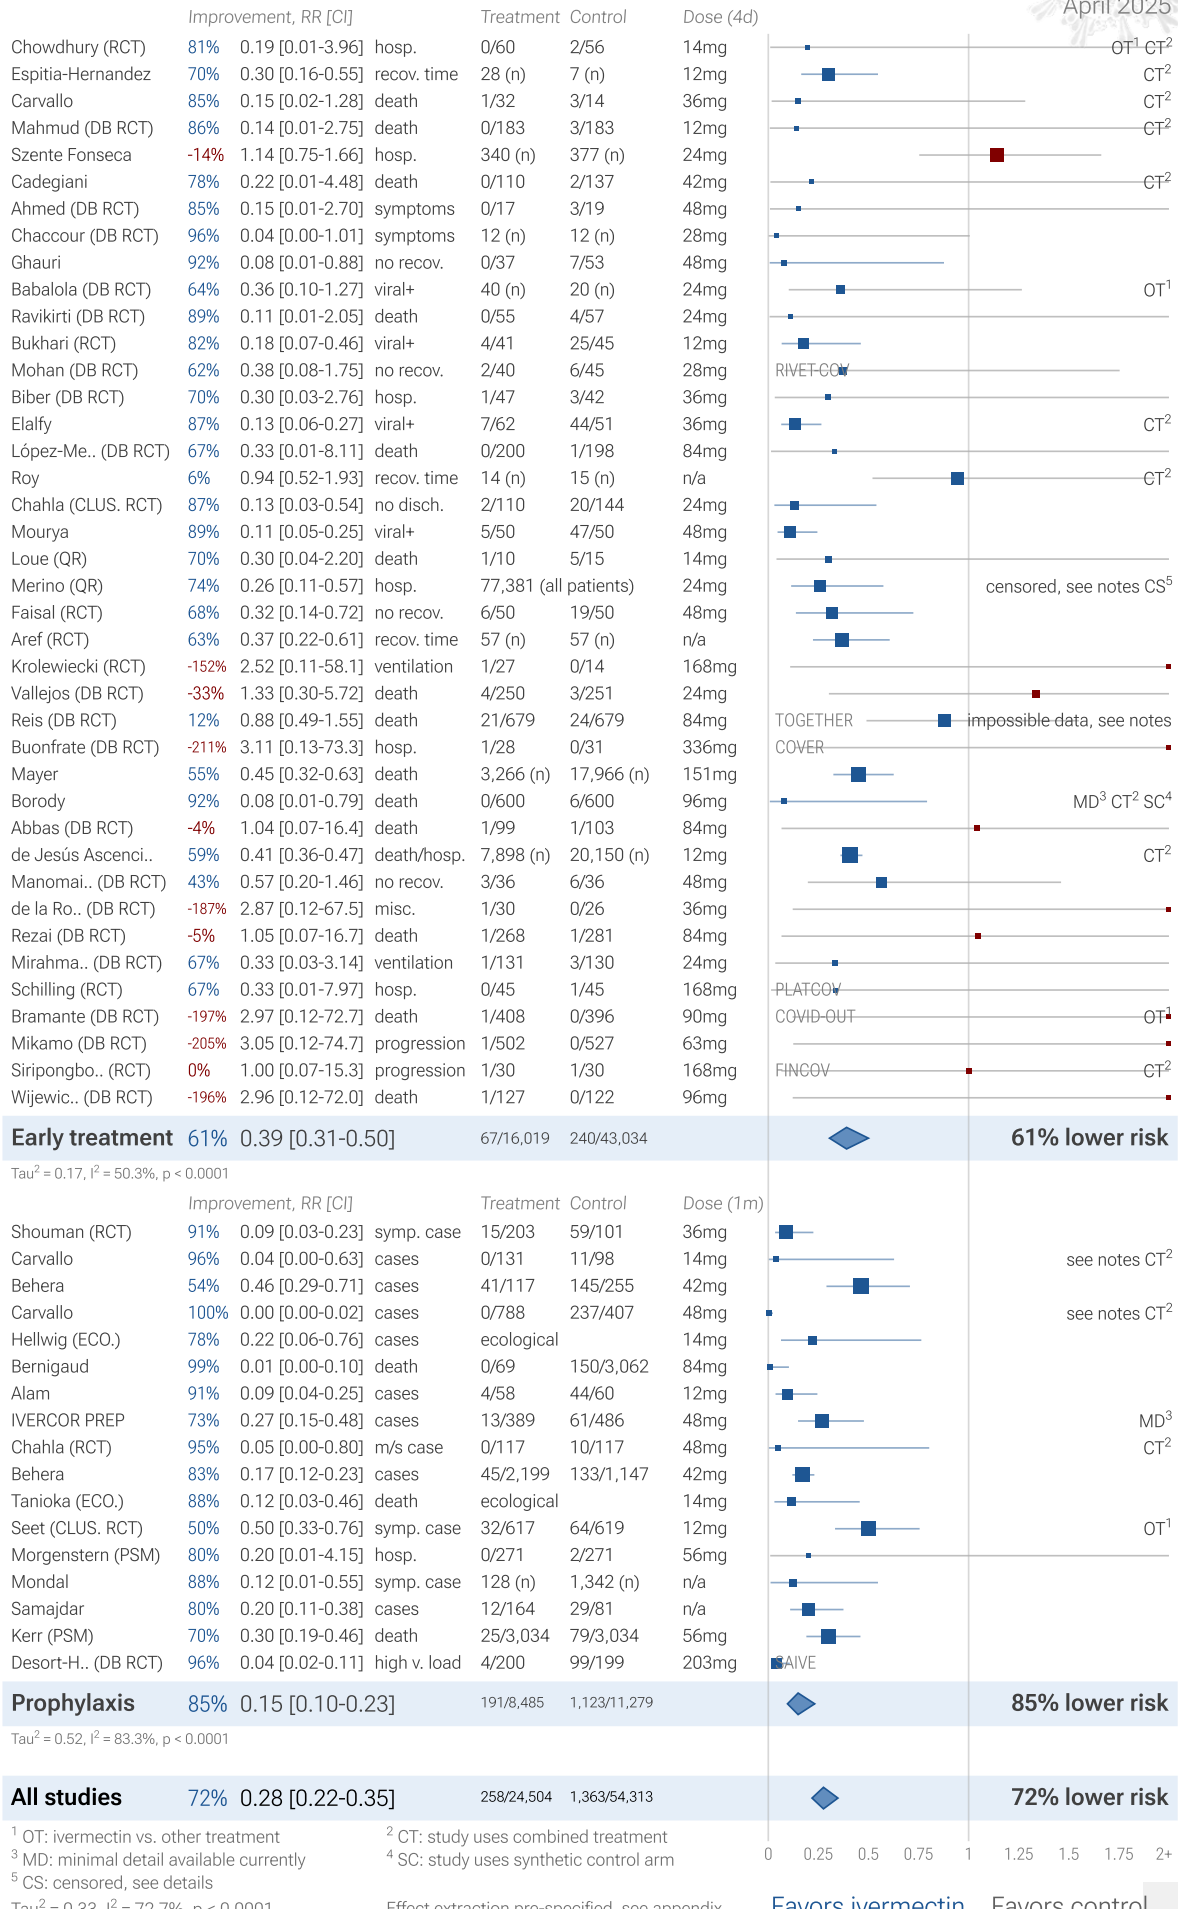 April 2025
Improvement, RR [CI] Treatment Control Dose (4d)
Chowdhury (RCT) 81% 0.19 [0.01-3.96] hosp. 0/60 2/56 14mg OT1 CT2
Espitia-Hernandez 70% 0.30 [0.16-0.55] recov. time 28 (n) 7 (n) 12mg CT2
Carvallo 85% 0.15 [0.02-1.28] death 1/32 3/14 36mg CT2
Mahmud (DB RCT) 86% 0.14 [0.01-2.75] death 0/183 3/183 12mg CT2
Szente Fonseca -14% 1.14 [0.75-1.66] hosp. 340 (n) 377 (n) 24mg
Cadegiani 78% 0.22 [0.01-4.48] death 0/110 2/137 42mg CT2
Ahmed (DB RCT) 85% 0.15 [0.01-2.70] symptoms 0/17 3/19 48mg
Chaccour (DB RCT) 96% 0.04 [0.00-1.01] symptoms 12 (n) 12 (n) 28mg
Ghauri 92% 0.08 [0.01-0.88] no recov. 0/37 7/53 48mg
Babalola (DB RCT) 64% 0.36 [0.10-1.27] viral+ 40 (n) 20 (n) 24mg OT1
Ravikirti (DB RCT) 89% 0.11 [0.01-2.05] death 0/55 4/57 24mg
Bukhari (RCT) 82% 0.18 [0.07-0.46] viral+ 4/41 25/45 12mg
Mohan (DB RCT) 62% 0.38 [0.08-1.75] no recov. 2/40 6/45 28mg RIVET-COV
Biber (DB RCT) 70% 0.30 [0.03-2.76] hosp. 1/47 3/42 36mg
Elalfy 87% 0.13 [0.06-0.27] viral+ 7/62 44/51 36mg CT2
López-Me.. (DB RCT) 67% 0.33 [0.01-8.11] death 0/200 1/198 84mg
Roy 6% 0.94 [0.52-1.93] recov. time 14 (n) 15 (n) n/a CT2
Chahla (CLUS. RCT) 87% 0.13 [0.03-0.54] no disch. 2/110 20/144 24mg
Mourya 89% 0.11 [0.05-0.25] viral+ 5/50 47/50 48mg
Loue (QR) 70% 0.30 [0.04-2.20] death 1/10 5/15 14mg
Merino (QR) 74% 0.26 [0.11-0.57] hosp. 77,381 (all patients) 24mg censored, see notes CS5
Faisal (RCT) 68% 0.32 [0.14-0.72] no recov. 6/50 19/50 48mg
Aref (RCT) 63% 0.37 [0.22-0.61] recov. time 57 (n) 57 (n) n/a
Krolewiecki (RCT) -152% 2.52 [0.11-58.1] ventilation 1/27 0/14 168mg
Vallejos (DB RCT) -33% 1.33 [0.30-5.72] death 4/250 3/251 24mg
Reis (DB RCT) 12% 0.88 [0.49-1.55] death 21/679 24/679 84mg TOGETHER impossible data, see notes
Buonfrate (DB RCT) -211% 3.11 [0.13-73.3] hosp. 1/28 0/31 336mg COVER
Mayer 55% 0.45 [0.32-0.63] death 3,266 (n) 17,966 (n) 151mg
Borody 92% 0.08 [0.01-0.79] death 0/600 6/600 96mg MD3 CT2 SC4
Abbas (DB RCT) -4% 1.04 [0.07-16.4] death 1/99 1/103 84mg
de Jesús Ascenci.. 59% 0.41 [0.36-0.47] death/hosp. 7,898 (n) 20,150 (n) 12mg CT2
Manomai.. (DB RCT) 43% 0.57 [0.20-1.46] no recov. 3/36 6/36 48mg
de la Ro.. (DB RCT) -187% 2.87 [0.12-67.5] misc. 1/30 0/26 36mg
Rezai (DB RCT) -5% 1.05 [0.07-16.7] death 1/268 1/281 84mg
Mirahma.. (DB RCT) 67% 0.33 [0.03-3.14] ventilation 1/131 3/130 24mg
Schilling (RCT) 67% 0.33 [0.01-7.97] hosp. 0/45 1/45 168mg PLATCOV
Bramante (DB RCT) -197% 2.97 [0.12-72.7] death 1/408 0/396 90mg COVID-OUT OT1
Mikamo (DB RCT) -205% 3.05 [0.12-74.7] progression 1/502 0/527 63mg
Siripongbo.. (RCT) 0% 1.00 [0.07-15.3] progression 1/30 1/30 168mg FINCOV CT2
Wijewic.. (DB RCT) -196% 2.96 [0.12-72.0] death 1/127 0/122 96mg
Early treatment 61% 0.39 [0.31-0.50] 67/16,019 240/43,034 61% lower risk
Tau2 = 0.17, I2 = 50.3%, p < 0.0001
Improvement, RR [CI] Treatment Control Dose (1m)
Shouman (RCT) 91% 0.09 [0.03-0.23] symp. case 15/203 59/101 36mg
Carvallo 96% 0.04 [0.00-0.63] cases 0/131 11/98 14mg see notes CT2
Behera 54% 0.46 [0.29-0.71] cases 41/117 145/255 42mg
Carvallo 100% 0.00 [0.00-0.02] cases 0/788 237/407 48mg see notes CT2
Hellwig (ECO.) 78% 0.22 [0.06-0.76] cases ecological 14mg
Bernigaud 99% 0.01 [0.00-0.10] death 0/69 150/3,062 84mg
Alam 91% 0.09 [0.04-0.25] cases 4/58 44/60 12mg
IVERCOR PREP 73% 0.27 [0.15-0.48] cases 13/389 61/486 48mg MD3
Chahla (RCT) 95% 0.05 [0.00-0.80] m/s case 0/117 10/117 48mg CT2
Behera 83% 0.17 [0.12-0.23] cases 45/2,199 133/1,147 42mg
Tanioka (ECO.) 88% 0.12 [0.03-0.46] death ecological 14mg
Seet (CLUS. RCT) 50% 0.50 [0.33-0.76] symp. case 32/617 64/619 12mg OT1
Morgenstern (PSM) 80% 0.20 [0.01-4.15] hosp. 0/271 2/271 56mg
Mondal 88% 0.12 [0.01-0.55] symp. case 128 (n) 1,342 (n) n/a
Samajdar 80% 0.20 [0.11-0.38] cases 12/164 29/81 n/a
Kerr (PSM) 70% 0.30 [0.19-0.46] death 25/3,034 79/3,034 56mg
Desort-H.. (DB RCT) 96% 0.04 [0.02-0.11] high v. load 4/200 99/199 203mg SAIVE
Prophylaxis 85% 0.15 [0.10-0.23] 191/8,485 1,123/11,279 85% lower risk
Tau2 = 0.52, I2 = 83.3%, p < 0.0001
All studies 72% 0.28 [0.22-0.35] 258/24,504 1,363/54,313 72% lower risk
1 OT: ivermectin vs. other treatment 2 CT: study uses combined treatment
3 MD: minimal detail available currently 4 SC: study uses synthetic control arm
5 CS: censored, see details
0 0.25 0.5 0.75 1 1.25 1.5 1.75 2+
Tau2 = 0.33, I2 = 72.7%, p < 0.0001 Effect extraction pre-specified, see appendix Favors ivermectin Favors control